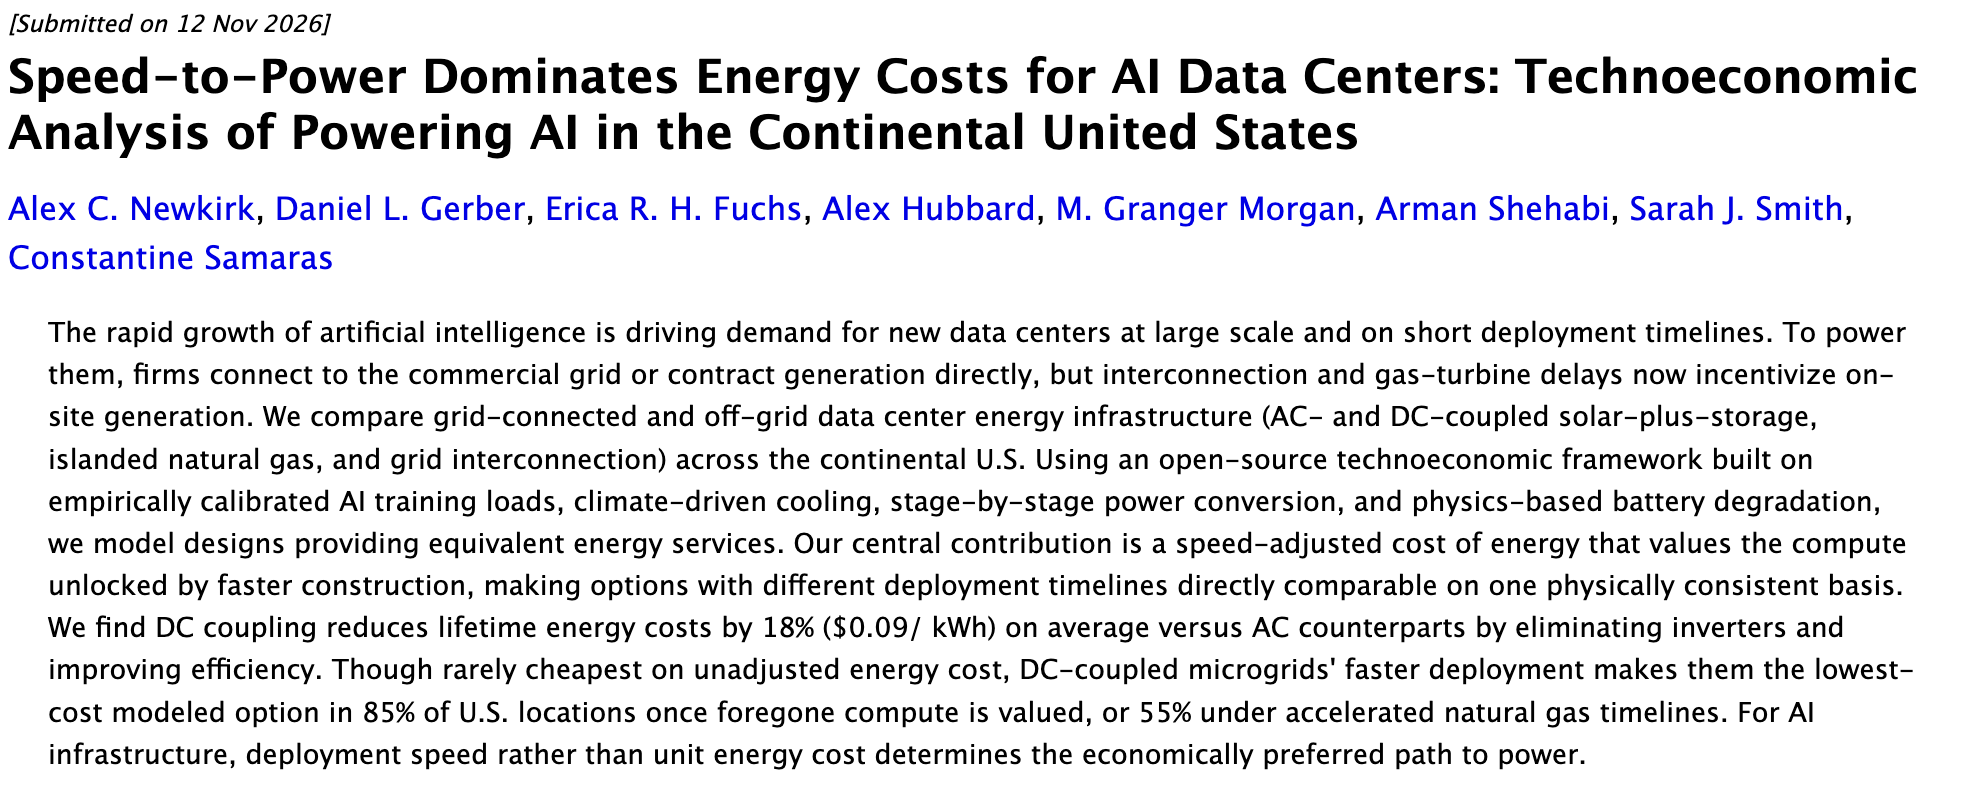 [Submitted on 12 Nov 2026]
Speed-to-Power Dominates Energy Costs for AI Data Centers: Technoeconomic
Analysis of Powering AI in the Continental United States
Alex C. Newkirk, Daniel L. Gerber, Erica R. H. Fuchs, Alex Hubbard, M. Granger Morgan, Arman Shehabi, Sarah J. Smith,
Constantine Samaras
The rapid growth of artificial intelligence is driving demand for new data centers at large scale and on short deployment timelines. To power
them, firms connect to the commercial grid or contract generation directly, but interconnection and gas-turbine delays now incentivize on-
site generation. We compare grid-connected and off-grid data center energy infrastructure (AC- and DC-coupled solar-plus-storage,
islanded natural gas, and grid interconnection) across the continental U.S. Using an open-source technoeconomic framework built on
empirically calibrated AI training loads, climate-driven cooling, stage-by-stage power conversion, and physics-based battery degradation,
we model designs providing equivalent energy services. Our central contribution is a speed-adjusted cost of energy that values the compute
unlocked by faster construction, making options with different deployment timelines directly comparable on one physically consistent basis.
We find DC coupling reduces lifetime energy costs by 18% ($0.09/ kWh) on average versus AC counterparts by eliminating inverters and
improving efficiency. Though rarely cheapest on unadjusted energy cost, DC-coupled microgrids' faster deployment makes them the lowest-
cost modeled option in 85% of U.S. locations once foregone compute is valued, or 55% under accelerated natural gas timelines. For AI
infrastructure, deployment speed rather than unit energy cost determines the economically preferred path to power.